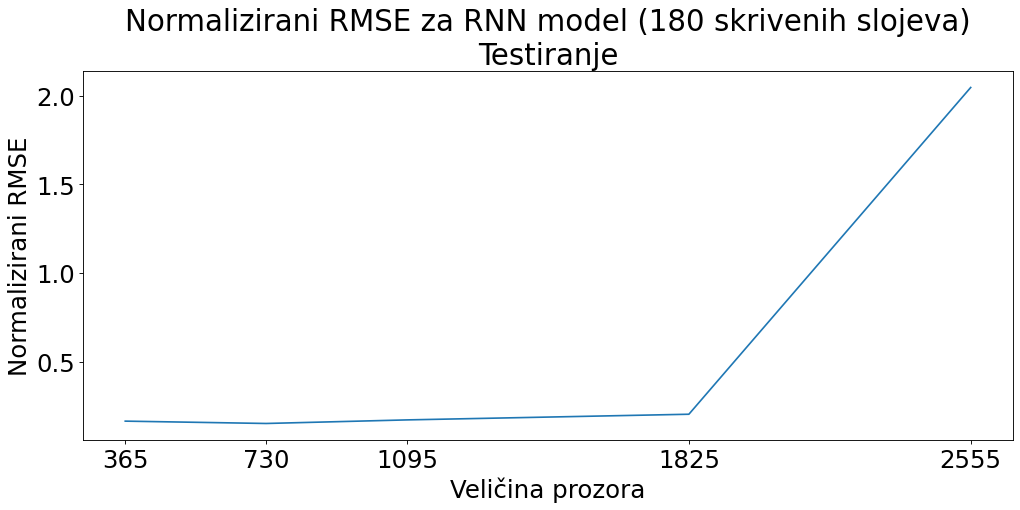 Normalizirani RMSE za RNN model (180 skrivenih slojeva)
Testiranje
Normalizirani RMSE
2.0
1.5
1.0
0.5
365 730 1095 1825 2555
Veličina prozora